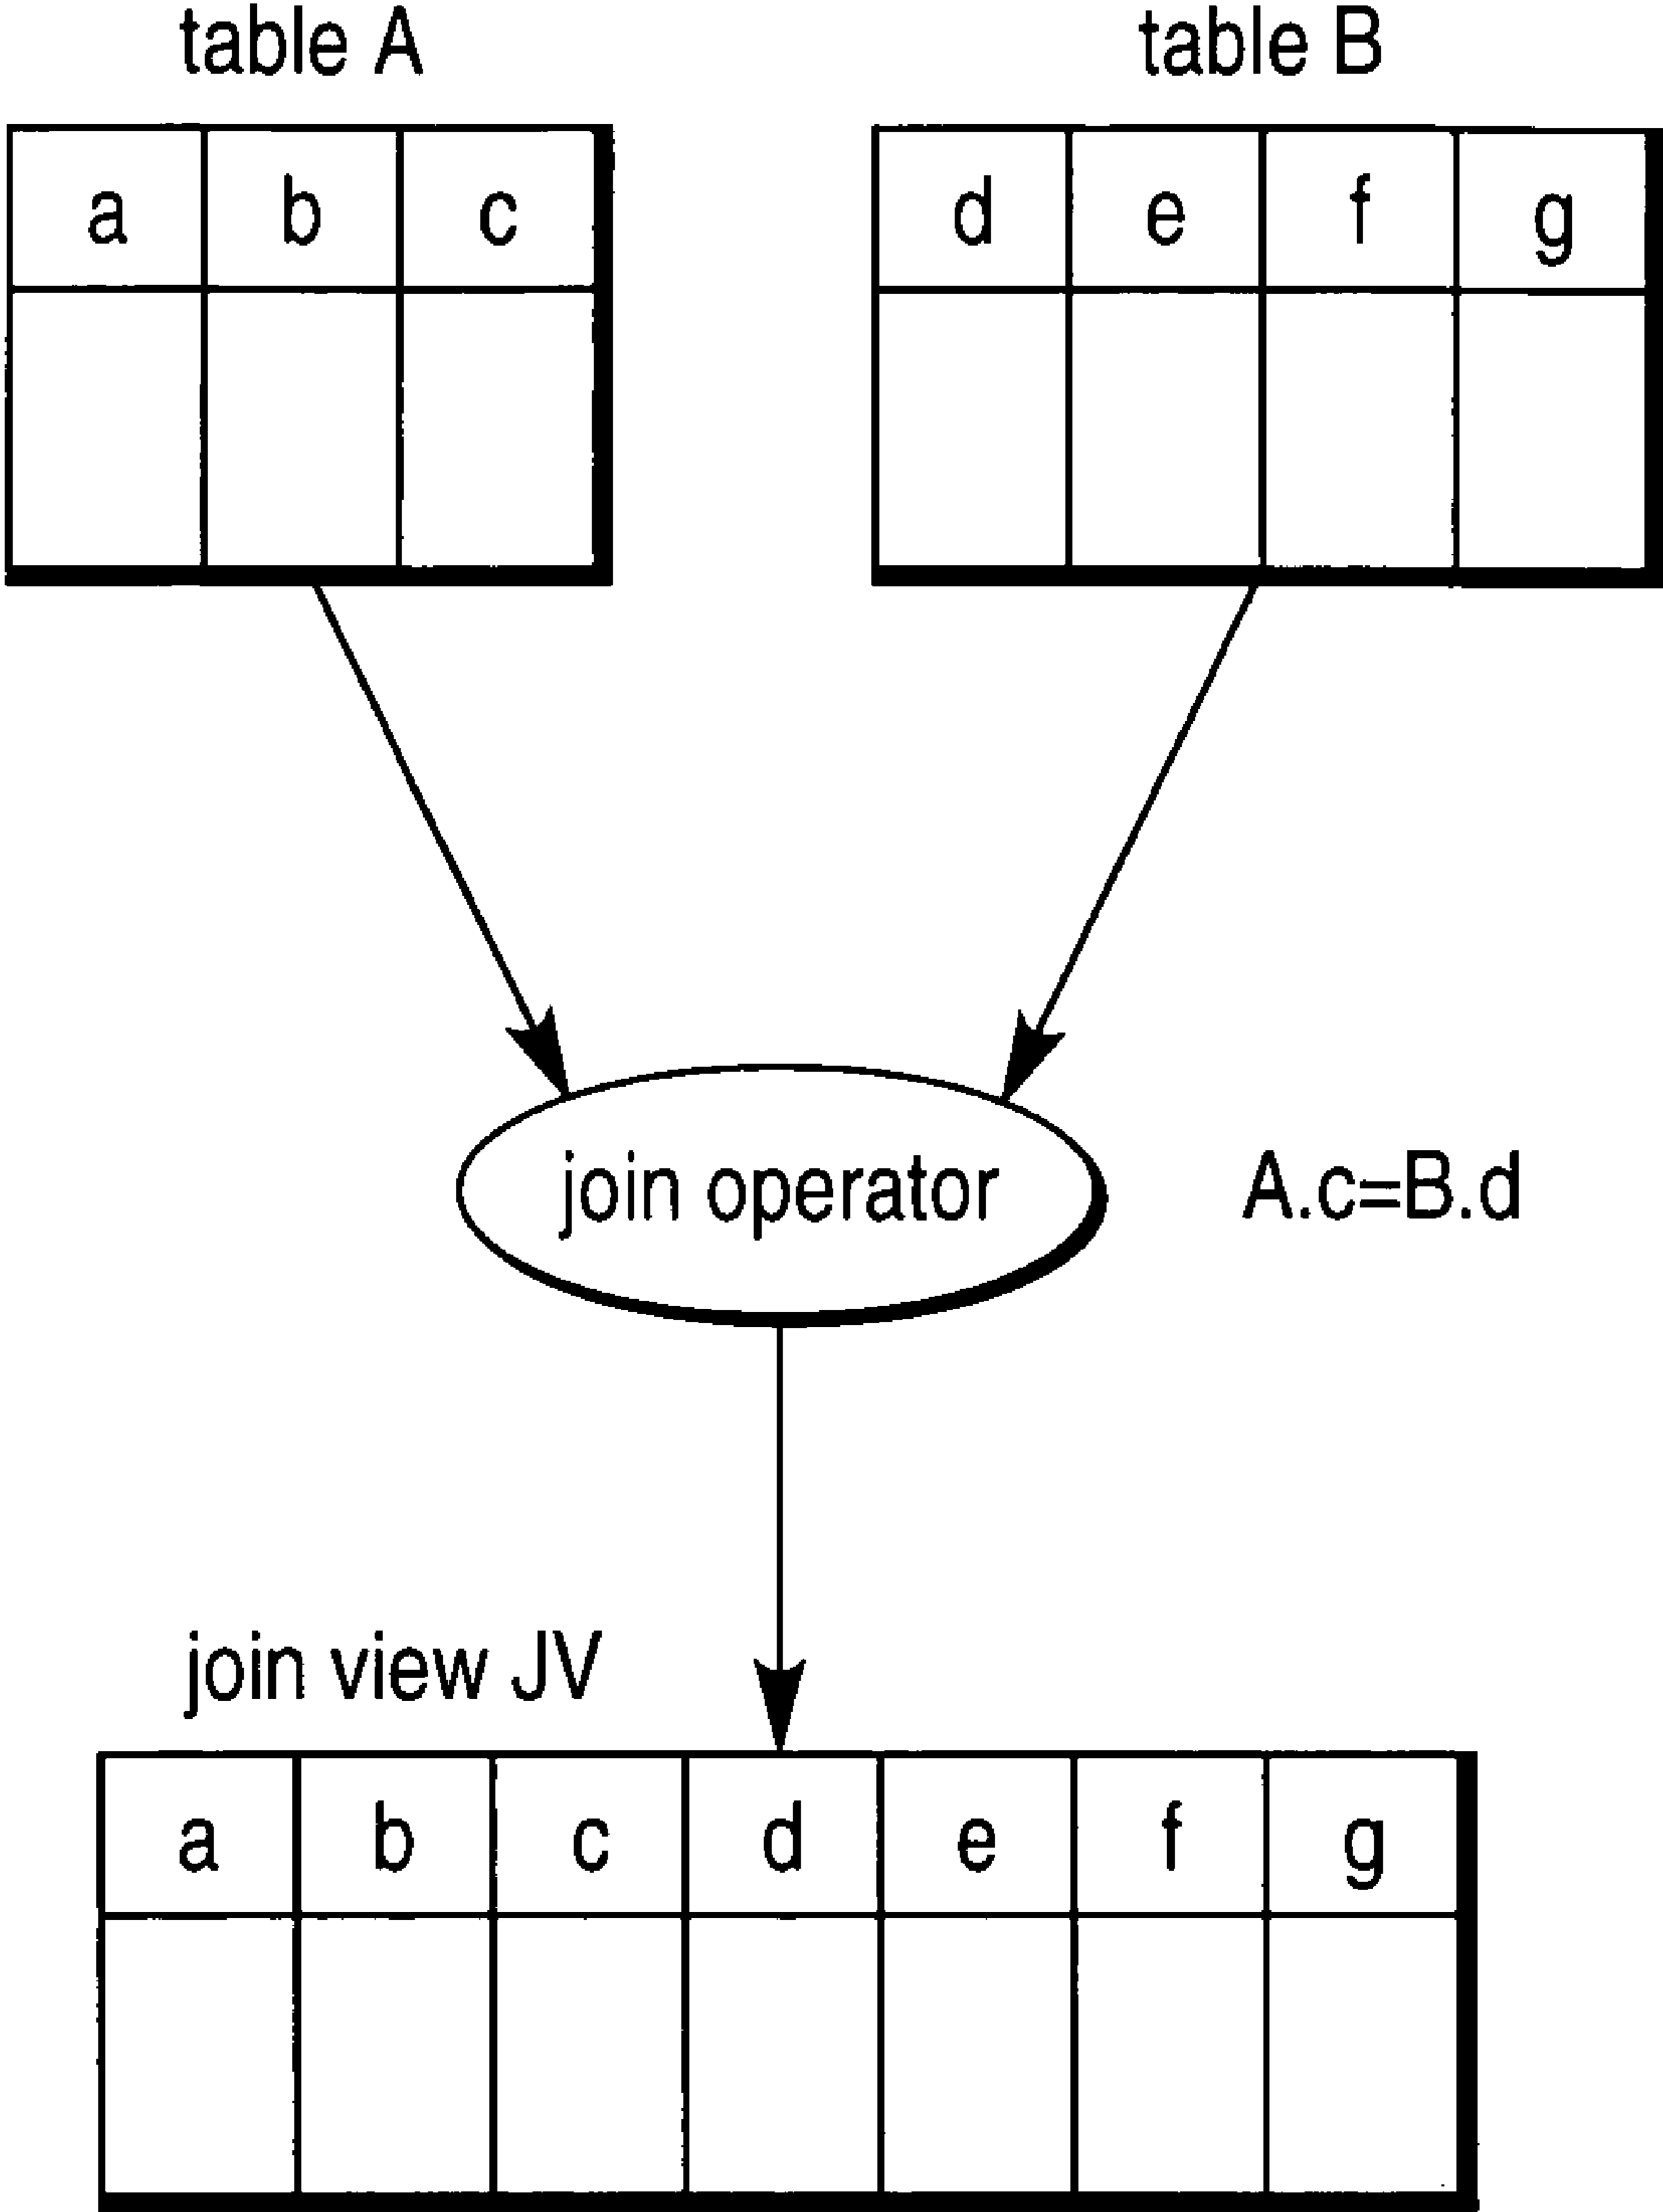 table A
table B
a b c
d e f g
join operator
A.c=B.d
join view JV
a b c d e f g